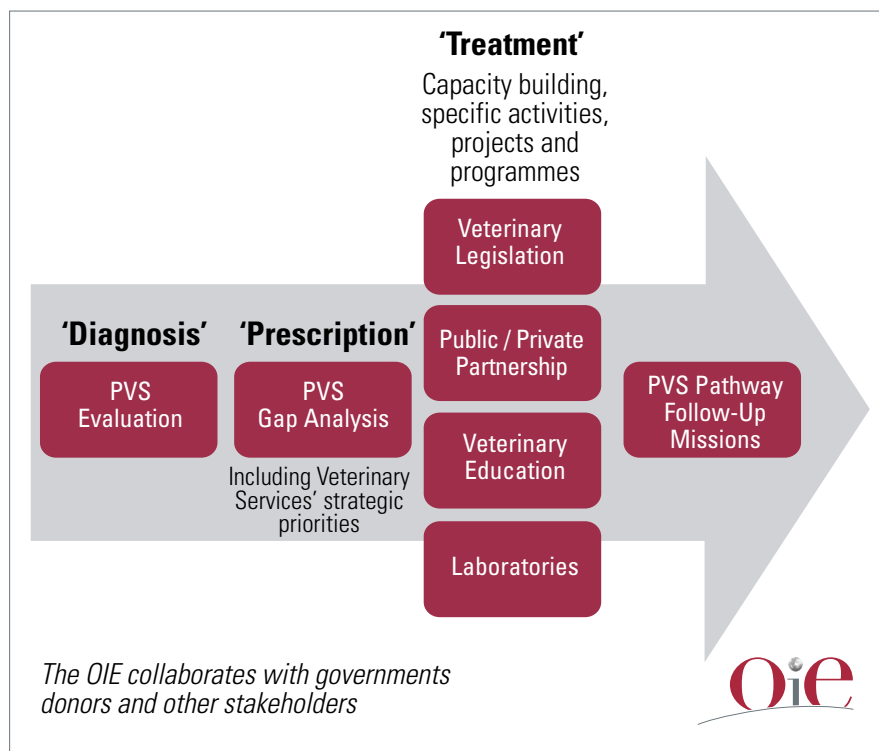 ‘Treatment’
Capacity building,
specific activities,
projects and
programmes
Veterinary
Legislation
‘Diagnosis’
PVS
Evaluation
‘Prescription’
PVS
Gap Analysis
Including Veterinary
Services’ strategic
priorities
Public / Private
Partnership
Veterinary
Education
Laboratories
PVS Pathway
Follow-Up
Missions
The OIE collaborates with governments
donors and other stakeholders
Oie